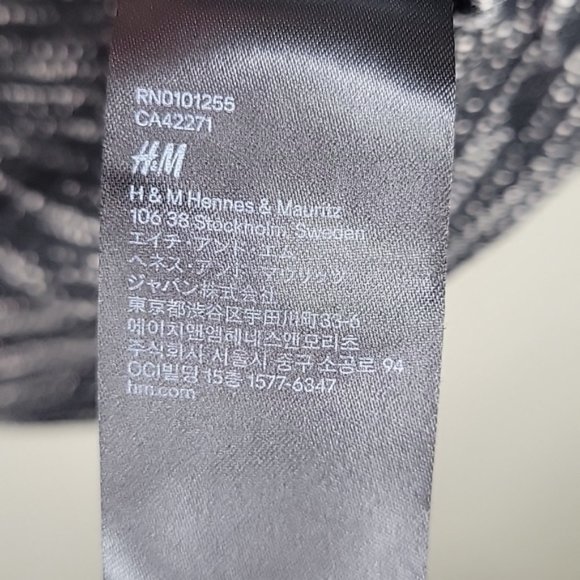 RN0101255
CA42271
H&M
H & M Hennes & Mauritz
106 38 Stockholm, Sweden
エイチ・アンド・エム
ヘネス・アンド・マウリッツ
ジャパン株式会社
東京都渋谷区宇田川町33-6
에이치앤엠헤네스앤모리츠
주식회사 서울시 중구 소공로 94
OCI빌딩 15층 1577-6347
hm.com